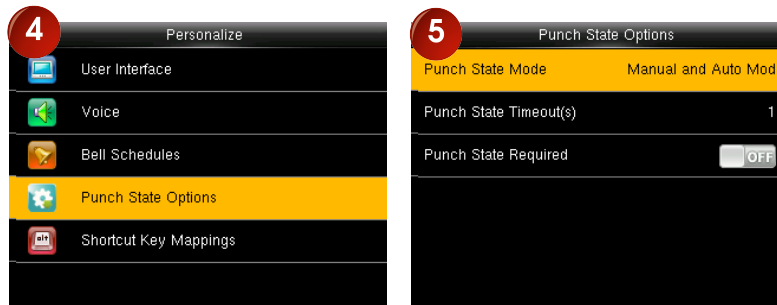 4
Personalize
User Interface
Voice
Bell Schedules
Punch State Options
alt
Shortcut Key Mappings
5
Punch State Options
Punch State Mode Manual and Auto Mod
Punch State Timeout(s) 1
Punch State Required OFF